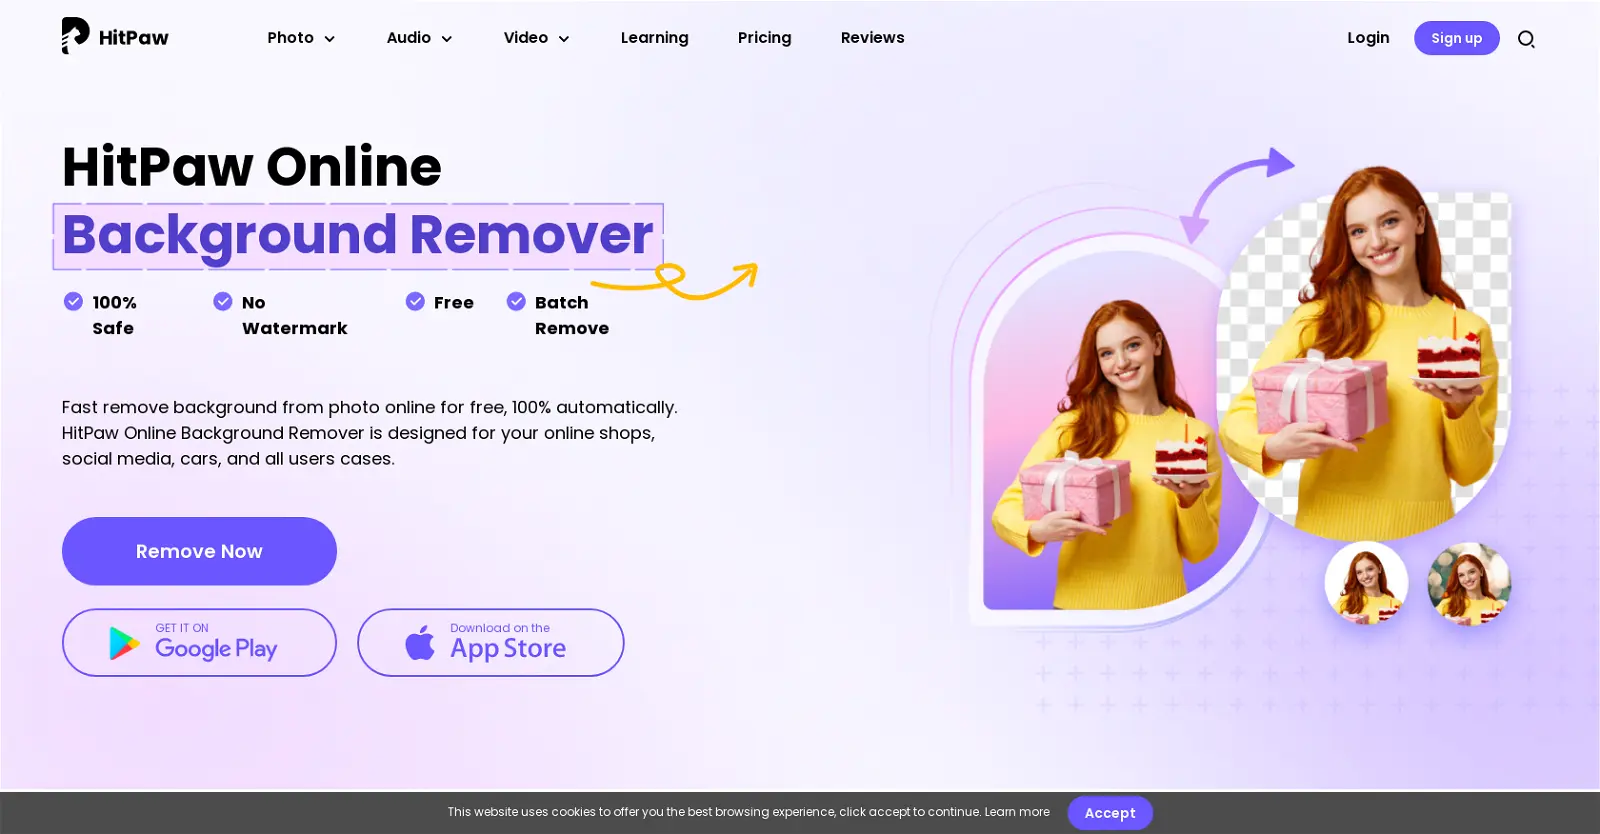 HitPaw
Photo
Audio
Video
Learning
Pricing
Reviews
Login
Sign up
HitPaw Online
Background Remover
100%
Safe
No
Watermark
Free
Batch
Remove
Fast remove background from photo online for free, 100% automatically.
HitPaw Online Background Remover is designed for your online shops,
social media, cars, and all users cases.
Remove Now
GET IT ON
Google Play
Download on the
App Store
This website uses cookies to offer you the best browsing experience, click accept to continue. Learn more
Accept